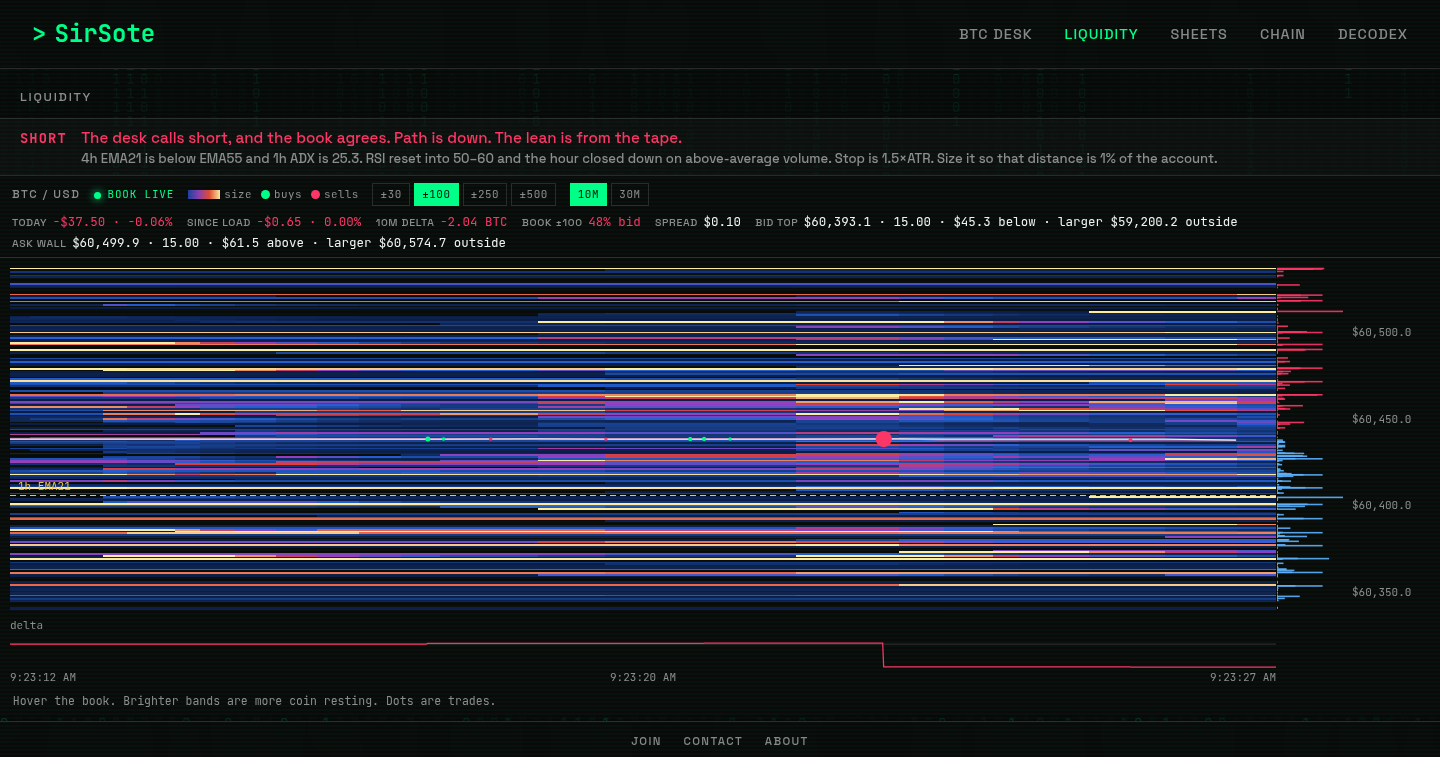 > SirSote
BTC DESK LIQUIDITY SHEETS CHAIN DECODEX
LIQUIDITY
SHORT The desk calls short, and the book agrees. Path is down. The lean is from the tape.
4h EMA21 is below EMA55 and 1h ADX is 25.3. RSI reset into 50–60 and the hour closed down on above-average volume. Stop is 1.5×ATR. Size it so that distance is 1% of the account.
BTC / USD BOOK LIVE size buys sells ±30 ±100 ±250 ±500 10M 30M
TODAY -$37.50 · -0.06% SINCE LOAD -$0.65 · 0.00% 10M DELTA -2.04 BTC BOOK ±100 48% bid SPREAD $0.10 BID TOP $60,393.1 · 15.00 · $45.3 below · larger $59,200.2 outside
ASK WALL $60,499.9 · 15.00 · $61.5 above · larger $60,574.7 outside
$60,500.0
$60,450.0
1h EMA21
$60,400.0
$60,350.0
delta
9:23:12 AM 9:23:20 AM 9:23:27 AM
Hover the book. Brighter bands are more coin resting. Dots are trades.
JOIN CONTACT ABOUT